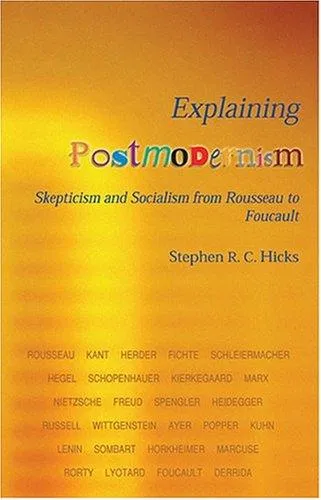 Explaining
Postmodernism
Skepticism and Socialism from Rousseau to
Foucault
Stephen R. C. Hicks
ROUSSEAU KANT HERDER FICHTE SCHLEIERMACHER
HEGEL SCHOPENHAUER KIERKEGAARD MARX
NIETZSCHE FREUD SPENGLER HEIDEGGER
RUSSELL WITTGENSTEIN AYER POPPER KUHN
LENIN SOMBART HORKHEIMER MARCUSE
RORTY LYOTARD FOUCAULT DERRIDA